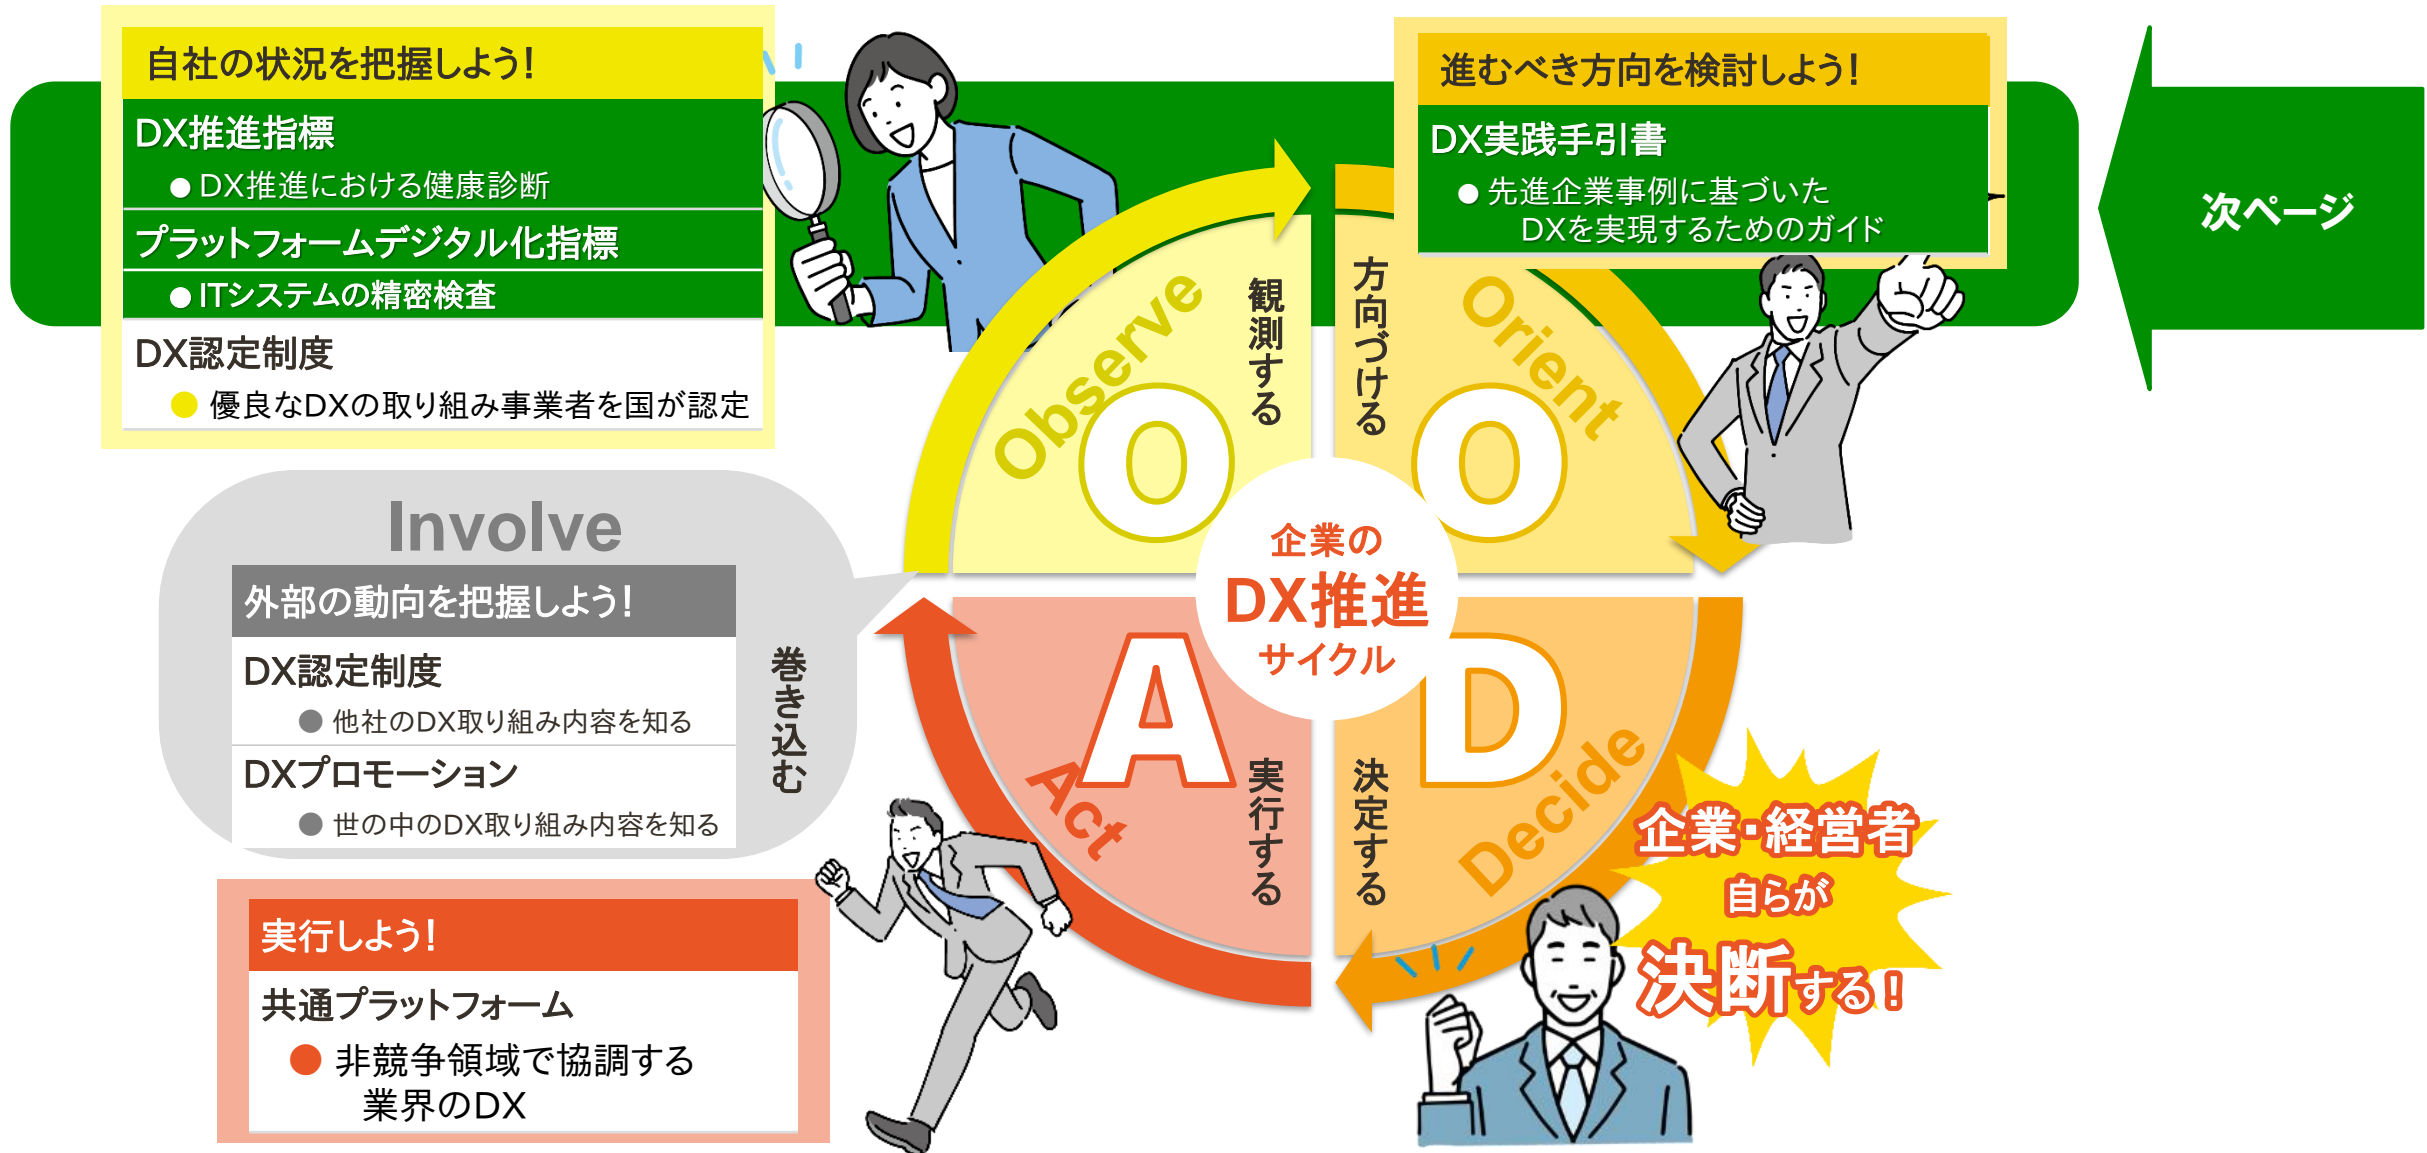 自社の状況を把握しよう！
DX推進指標
● DX推進における健康診断
プラットフォームデジタル化指標
● ITシステムの精密検査
DX認定制度
● 優良なDXの取り組み事業者を国が認定
進むべき方向を検討しよう！
DX実践手引書
● 先進企業事例に基づいた
DXを実現するためのガイド
次ページ
Observe
観測する
O
方向づける
Orient
O
企業の
DX推進
サイクル
Involve
外部の動向を把握しよう！
DX認定制度
● 他社のDX取り組み内容を知る
DXプロモーション
● 世の中のDX取り組み内容を知る
巻き込む
A
Act
実行する
D
決定する
Decide
企業・経営者
自らが
決断する！
実行しよう！
共通プラットフォーム
● 非競争領域で協調する
業界のDX